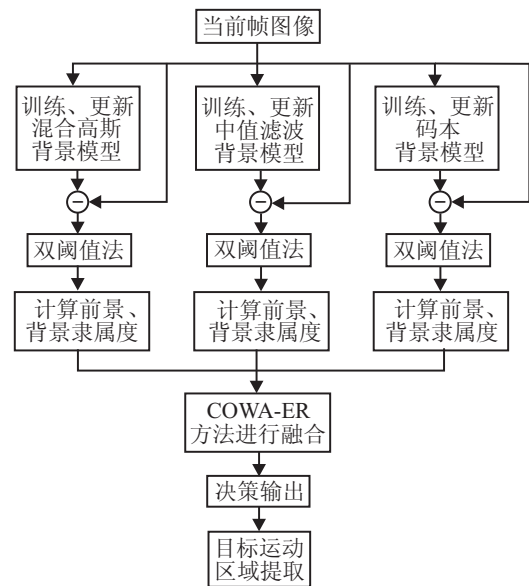 当前帧图像
训练、更新
混合高斯
背景模型
训练、更新
中值滤波
背景模型
训练、更新
码本
背景模型
双阈值法
双阈值法
双阈值法
计算前景、
背景隶属度
计算前景、
背景隶属度
计算前景、
背景隶属度
COWA-ER
方法进行融合
决策输出
目标运动
区域提取